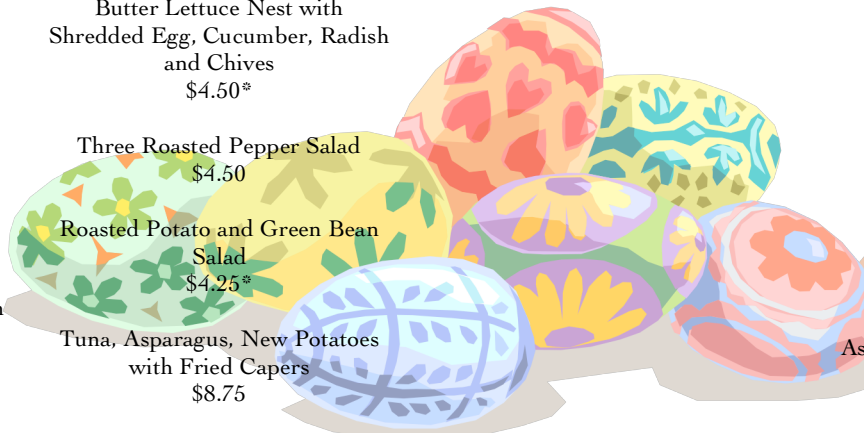 Butter Lettuce Nest with
Shredded Egg, Cucumber, Radish
and Chives
$4.50*
Three Roasted Pepper Salad
$4.50
Roasted Potato and Green Bean
Salad
$4.25*
Tuna, Asparagus, New Potatoes
with Fried Capers
$8.75